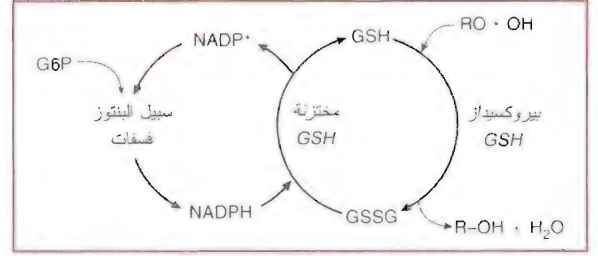 NADP+
GSH
RO · OH
G6P
سبيل البنتوز
فسفات
مختزلة
GSH
بيروكسيداز
GSH
NADPH
GSSG
R-OH · H₂O